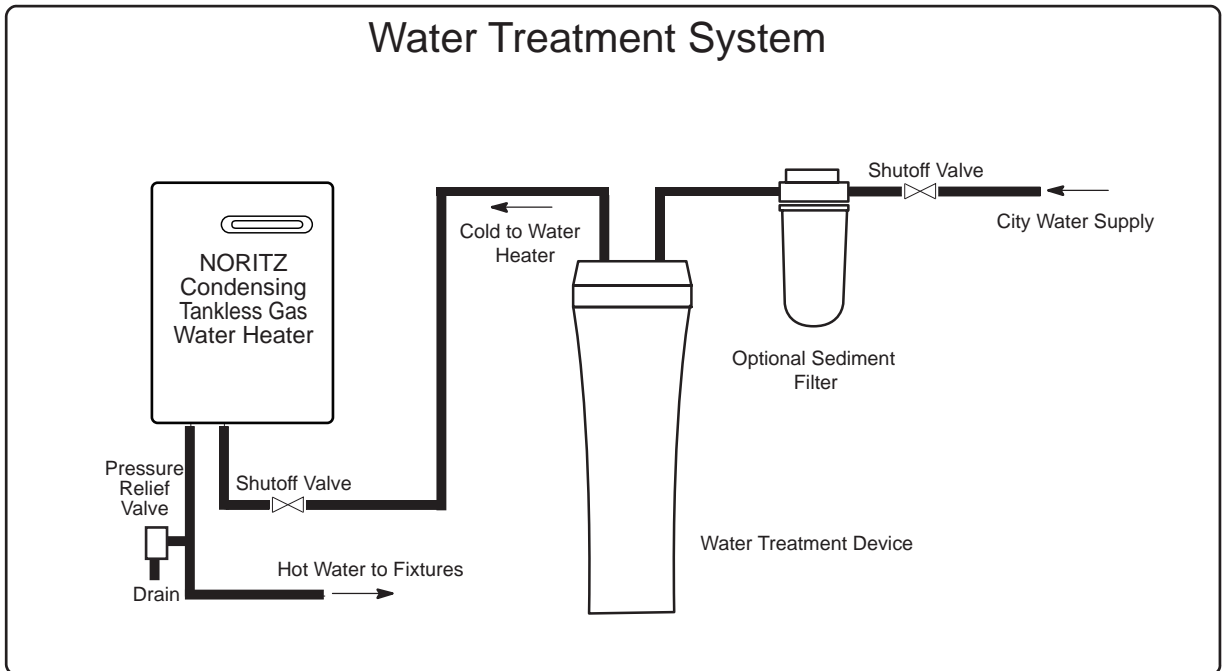 Water Treatment System
Shutoff Valve
City Water Supply
Cold to Water
Heater
NORITZ
Condensing
Tankless Gas
Water Heater
Optional Sediment
Filter
Pressure
Relief
Valve
Shutoff Valve
Water Treatment Device
Hot Water to Fixtures
Drain